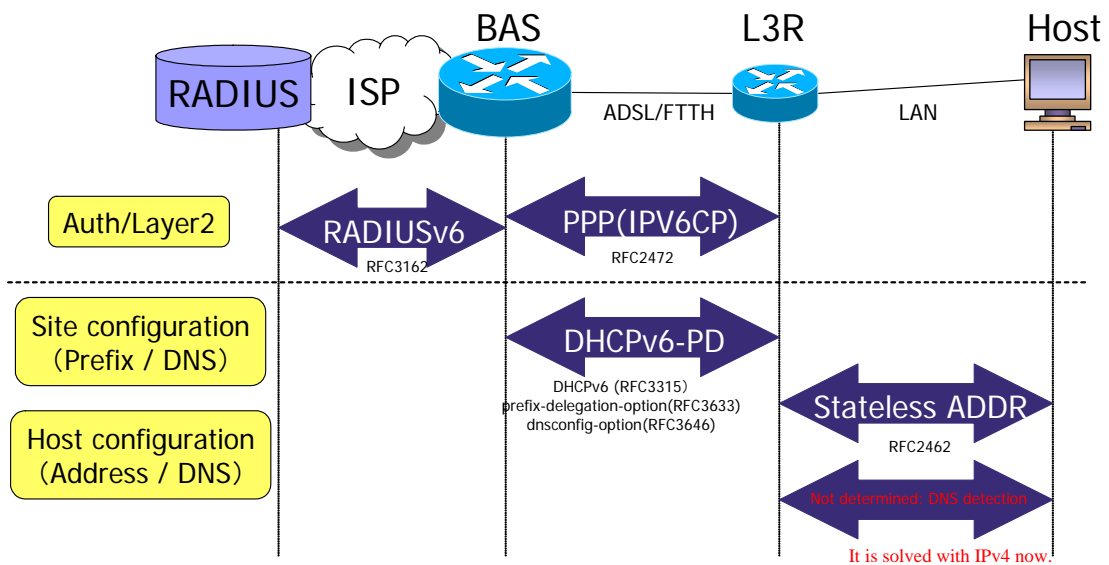 BAS
L3R
Host
RADIUS
ISP
ADSL/FTTH
LAN
Auth/Layer2
RADIUSv6
RFC3162
PPP(IPV6CP)
RFC2472
Site configuration
（Prefix / DNS）
DHCPv6-PD
DHCPv6 (RFC3315）
prefix-delegation-option(RFC3633)
dnsconfig-option(RFC3646)
Stateless ADDR
RFC2462
Host configuration
（Address / DNS）
Not determined: DNS detection
It is solved with IPv4 now.